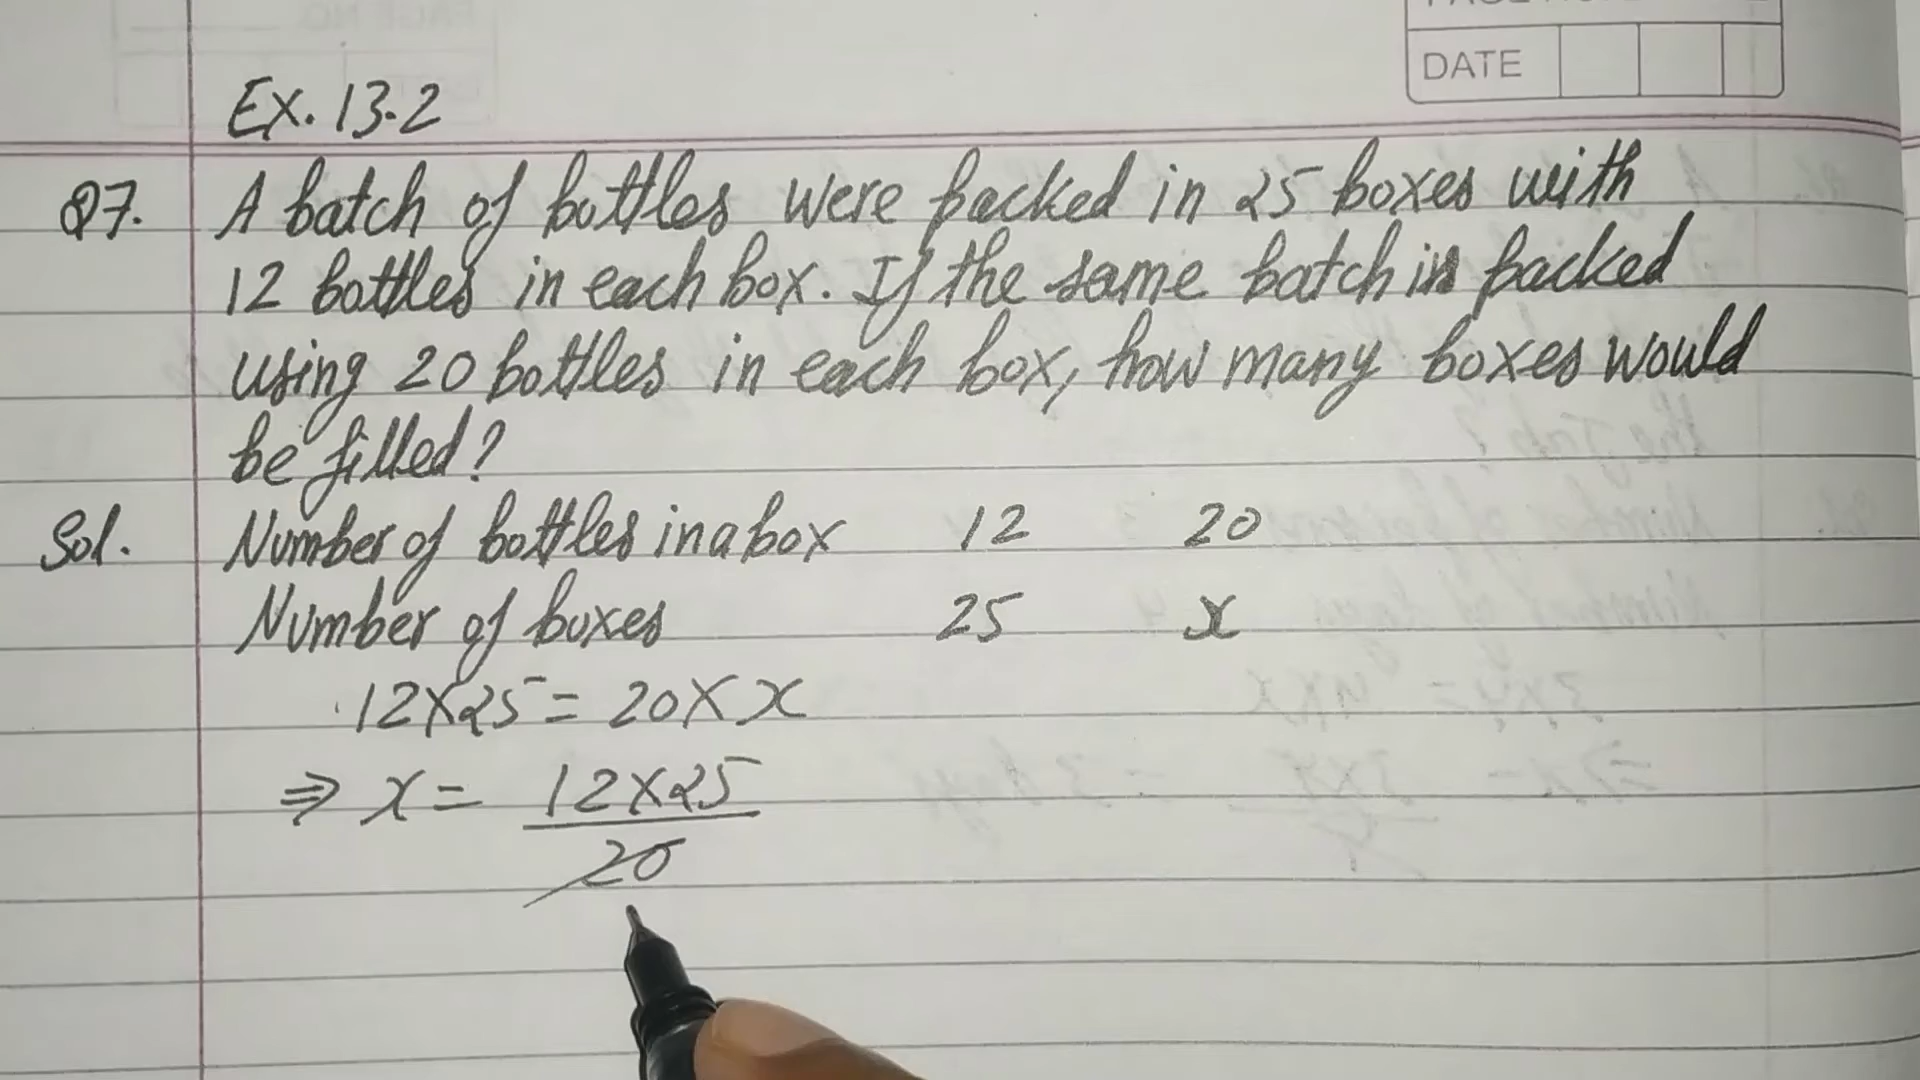 DATE
Ex. 13.2
Q7. A batch of bottles were packed in 25 boxes with
12 bottles in each box. If the same batch is packed
using 20 bottles in each box, how many boxes would
be filled?
Sol. Number of bottles in a box 12 20
Number of boxes 25 x
12×25 = 20×x
⇒ x = 12×25
20